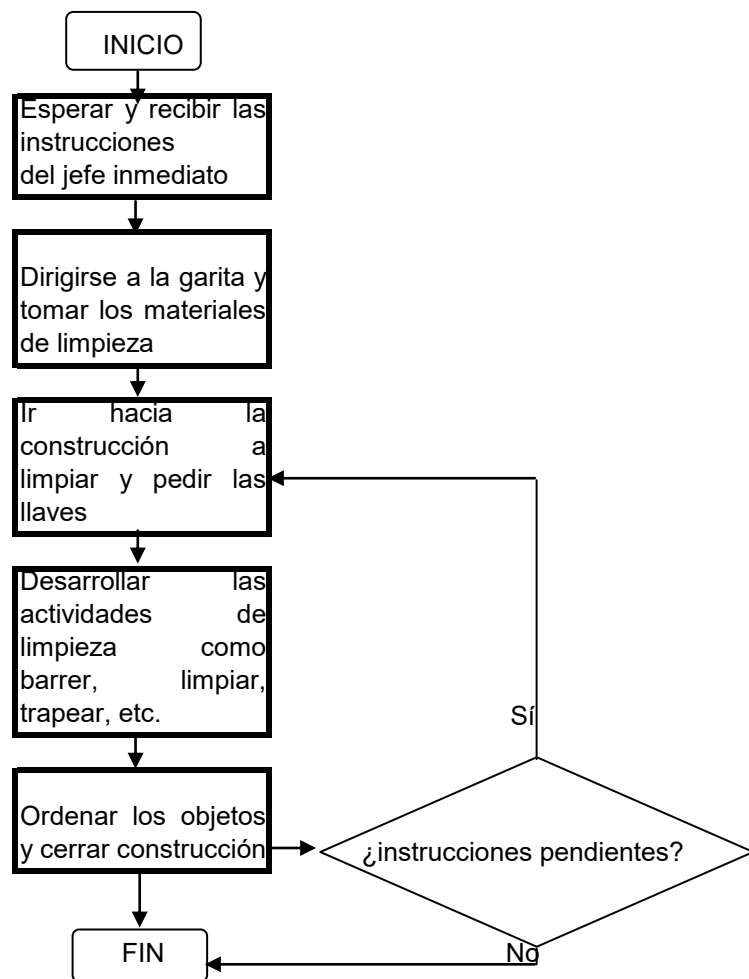 INICIO
Esperar y recibir las
instrucciones
del jefe inmediato
Dirigirse a la garita y
tomar los materiales
de limpieza
Ir hacia la
construcción a
limpiar y pedir las
llaves
Desarrollar las
actividades de
limpieza como
barrer, limpiar,
trapear, etc.
Sí
Ordenar los objetos
y cerrar construcción
¿instrucciones pendientes?
FIN
No